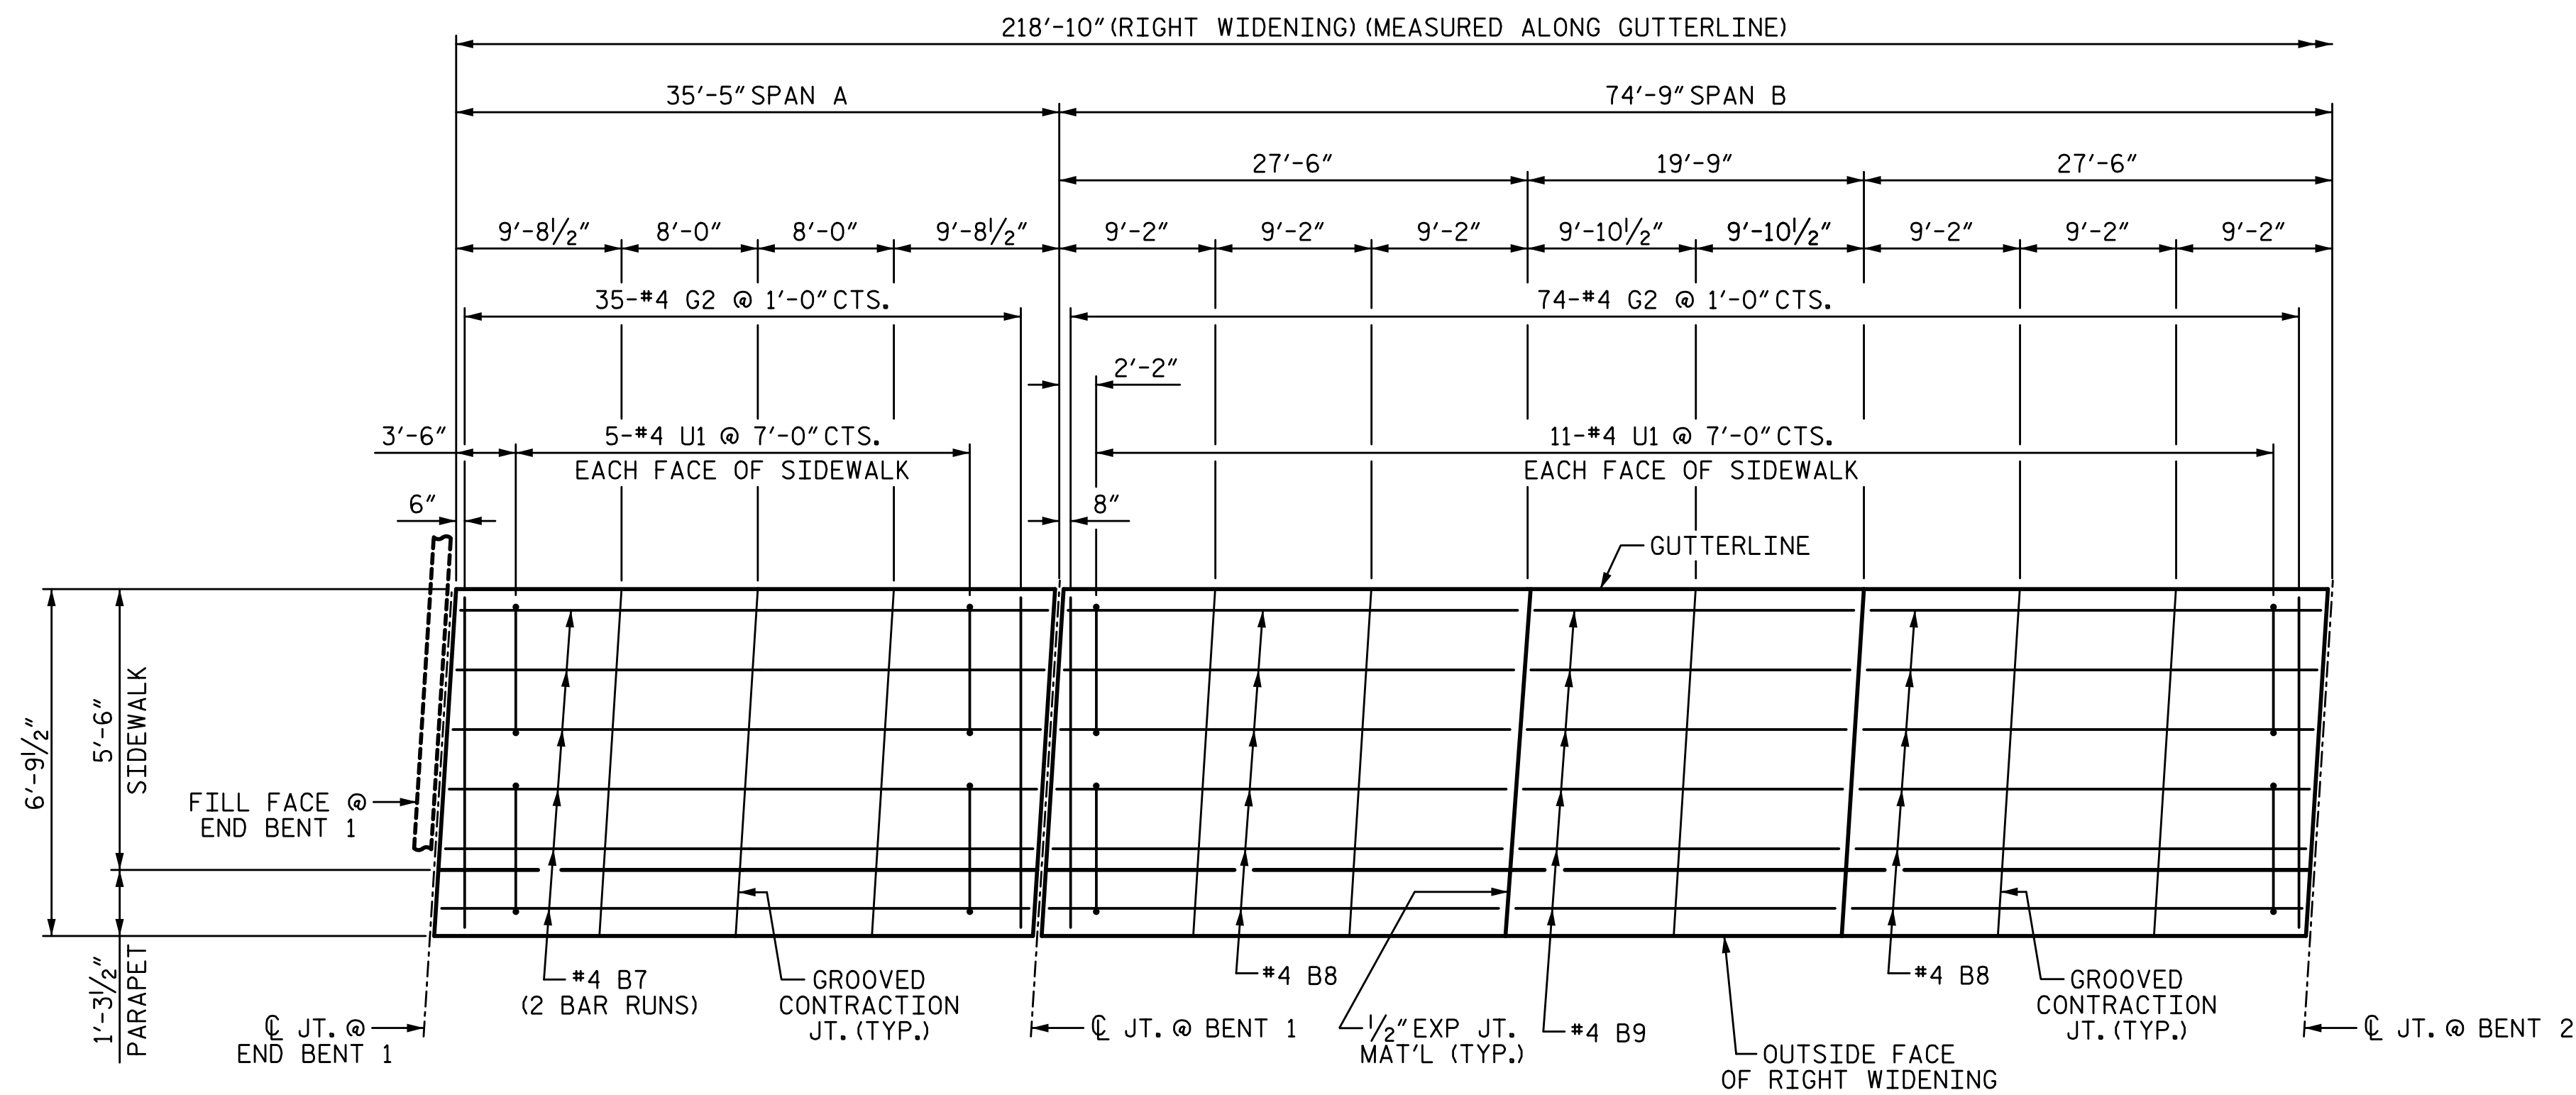 218'-10" (RIGHT WIDENING) (MEASURED ALONG GUTTERLINE)
35'-5" SPAN A
74'-9" SPAN B
27'-6"
19'-9"
27'-6"
9'-8½"
8'-0"
8'-0"
9'-8½"
9'-2"
9'-2"
9'-2"
9'-10½"
9'-10½"
9'-2"
9'-2"
9'-2"
35-#4 G2 @ 1'-0" CTS.
74-#4 G2 @ 1'-0" CTS.
2'-2"
3'-6"
5-#4 U1 @ 7'-0" CTS.
EACH FACE OF SIDEWALK
11-#4 U1 @ 7'-0" CTS.
EACH FACE OF SIDEWALK
6"
8"
GUTTERLINE
6'-9½"
5'-6"
SIDEWALK
FILL FACE @
END BENT 1
1'-3½"
PARAPET
#4 B7
(2 BAR RUNS)
GROOVED
CONTRACTION
JT. (TYP.)
#4 B8
#4 B8
GROOVED
CONTRACTION
JT. (TYP.)
℄ JT. @
END BENT 1
℄ JT. @ BENT 1
½" EXP JT.
MAT'L (TYP.)
#4 B9
OUTSIDE FACE
OF RIGHT WIDENING
℄ JT. @ BENT 2